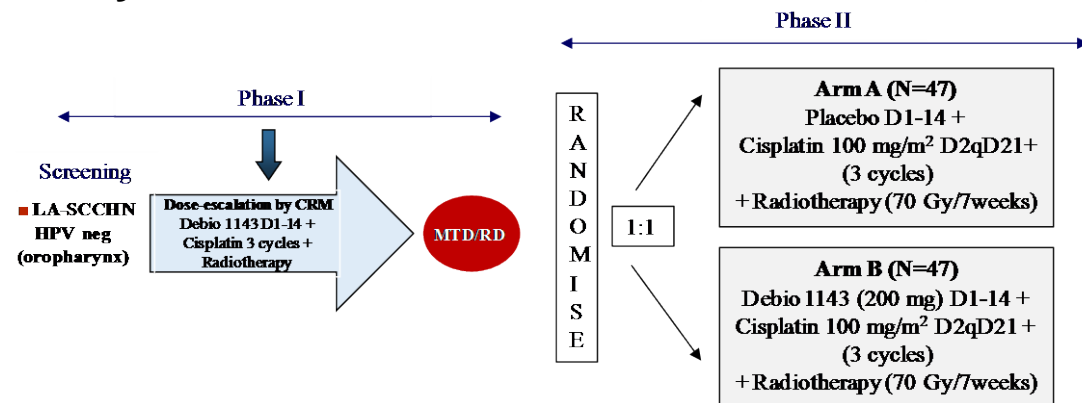 Phase I
Screening
■ LA-SCCHN
HPV neg
(oropharynx)
Dose-escalation by CRM
Debio 1143 D1-14 +
Cisplatin 3 cycles +
Radiotherapy
MTD/RD
Phase II
R
A
N
D
O
M
I
S
E
1:1
Arm A (N=47)
Placebo D1-14 +
Cisplatin 100 mg/m² D2qD21+
(3 cycles)
+ Radiotherapy (70 Gy/7weeks)
Arm B (N=47)
Debio 1143 (200 mg) D1-14 +
Cisplatin 100 mg/m² D2qD21 +
(3 cycles)
+ Radiotherapy (70 Gy/7weeks)